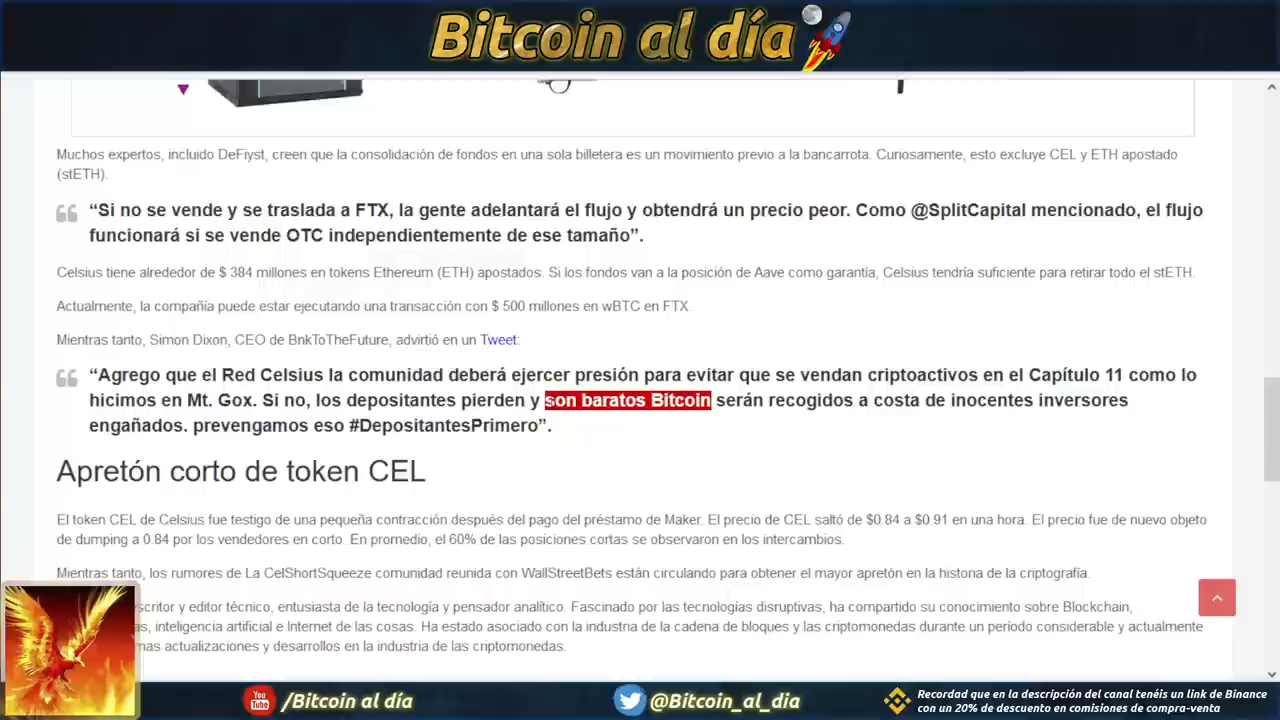 Bitcoin al día
Muchos expertos, incluido DeFiyst, creen que la consolidación de fondos en una sola billetera es un movimiento previo a la bancarrota. Curiosamente, esto excluye CEL y ETH apostado
(stETH).
“Si no se vende y se traslada a FTX, la gente adelantará el flujo y obtendrá un precio peor. Como @SplitCapital mencionado, el flujo
funcionará si se vende OTC independientemente de ese tamaño”.
Celsius tiene alrededor de $ 384 millones en tokens Ethereum (ETH) apostados. Si los fondos van a la posición de Aave como garantía, Celsius tendría suficiente para retirar todo el stETH.
Actualmente, la compañía puede estar ejecutando una transacción con $ 500 millones en wBTC en FTX.
Mientras tanto, Simon Dixon, CEO de BnkToTheFuture, advirtió en un Tweet:
“Agrego que el Red Celsius la comunidad deberá ejercer presión para evitar que se vendan criptoactivos en el Capítulo 11 como lo
hicimos en Mt. Gox. Si no, los depositantes pierden y son baratos Bitcoin serán recogidos a costa de inocentes inversores
engañados. prevengamos eso #DepositantesPrimero”.
Apretón corto de token CEL
El token CEL de Celsius fue testigo de una pequeña contracción después del pago del préstamo de Maker. El precio de CEL saltó de $0.84 a $0.91 en una hora. El precio fue de nuevo objeto
de dumping a 0.84 por los vendedores en corto. En promedio, el 60% de las posiciones cortas se observaron en los intercambios.
Mientras tanto, los rumores de La CelShortSqueeze comunidad reunida con WallStreetBets están circulando para obtener el mayor apretón en la historia de la criptografía.
escritor y editor técnico, entusiasta de la tecnología y pensador analítico. Fascinado por las tecnologías disruptivas, ha compartido su conocimiento sobre Blockchain,
inteligencia artificial e Internet de las cosas. Ha estado asociado con la industria de la cadena de bloques y las criptomonedas durante un período considerable y actualmente
actualizaciones y desarrollos en la industria de las criptomonedas.
You Tube /Bitcoin al día
@Bitcoin_al_dia
Recordad que en la descripción del canal tenéis un link de Binance
con un 20% de descuento en comisiones de compra-venta